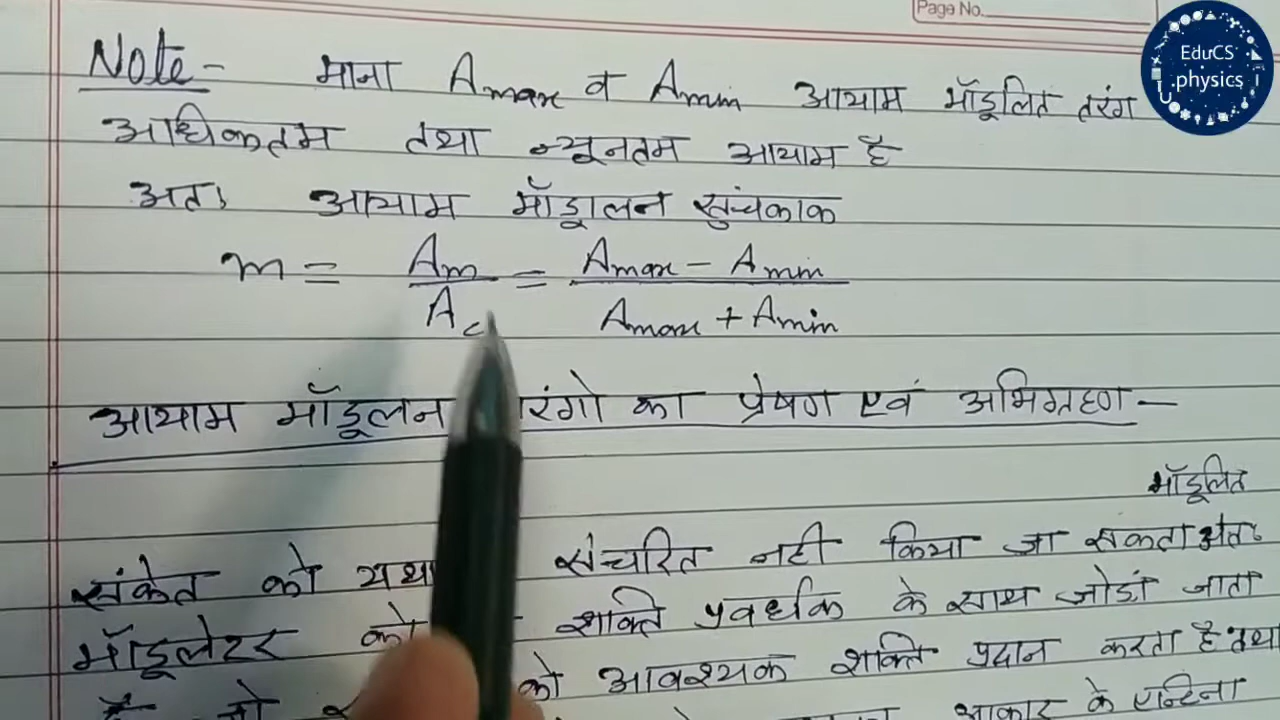 Page No.
EduCS
physics
Note - माना Amax व Amin आयाम मॉडूलित तरंग
अधिकतम तथा न्यूनतम आयाम है
अतः आयाम मॉडूालन सुचंकाक
m = Am / Ac = Amax - Amin / Amax + Amin
आयाम मॉडूलन रंगो का प्रेषण एवं अभिग्रहण -
मॉडूलित
संकेत को यथा संचरित नही किया जा सकता अतः
मॉडूलेटर को शक्ति प्रवर्धक के साथ जोडां जाता
है जो को आवश्यक शक्ति प्रदान करता है तथा
आकार के एन्टिना